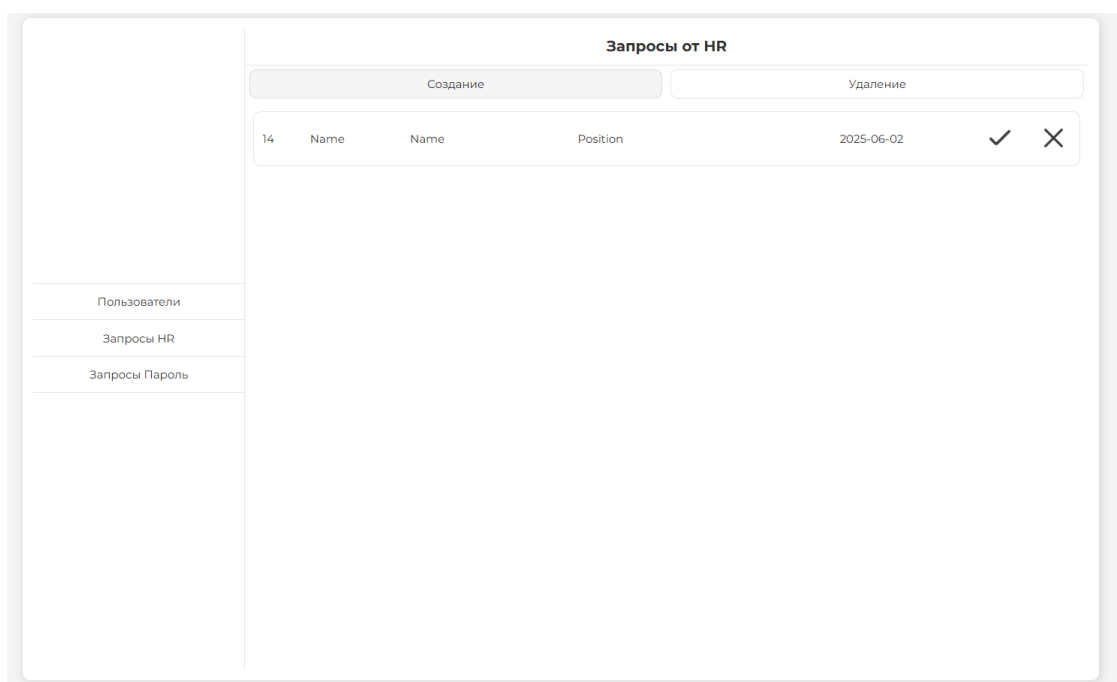 Запросы от HR
Создание Удаление
14 Name Name Position 2025-06-02
Пользователи
Запросы HR
Запросы Пароль